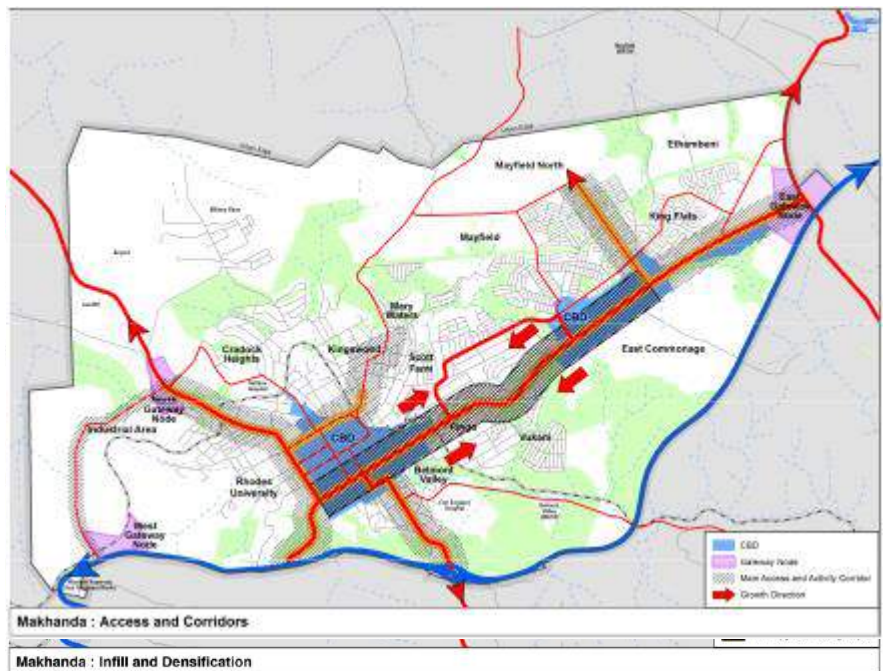 Mayfield North
Ethembeni
East
Gateway
Node
King Flats
Mayfield
CBD
Mary
Waters
Cradock
Heights
Kingswood
Scott
Farm
East Commonage
North
Gateway
Node
Industrial Area
CBD
Fingo
Vukani
Rhodes
University
Belmont
Valley
West
Gateway
Node
CBD
Gateway Node
Main Access and Activity Corridor
Growth Direction
Makhanda : Access and Corridors
Makhanda : Infill and Densification